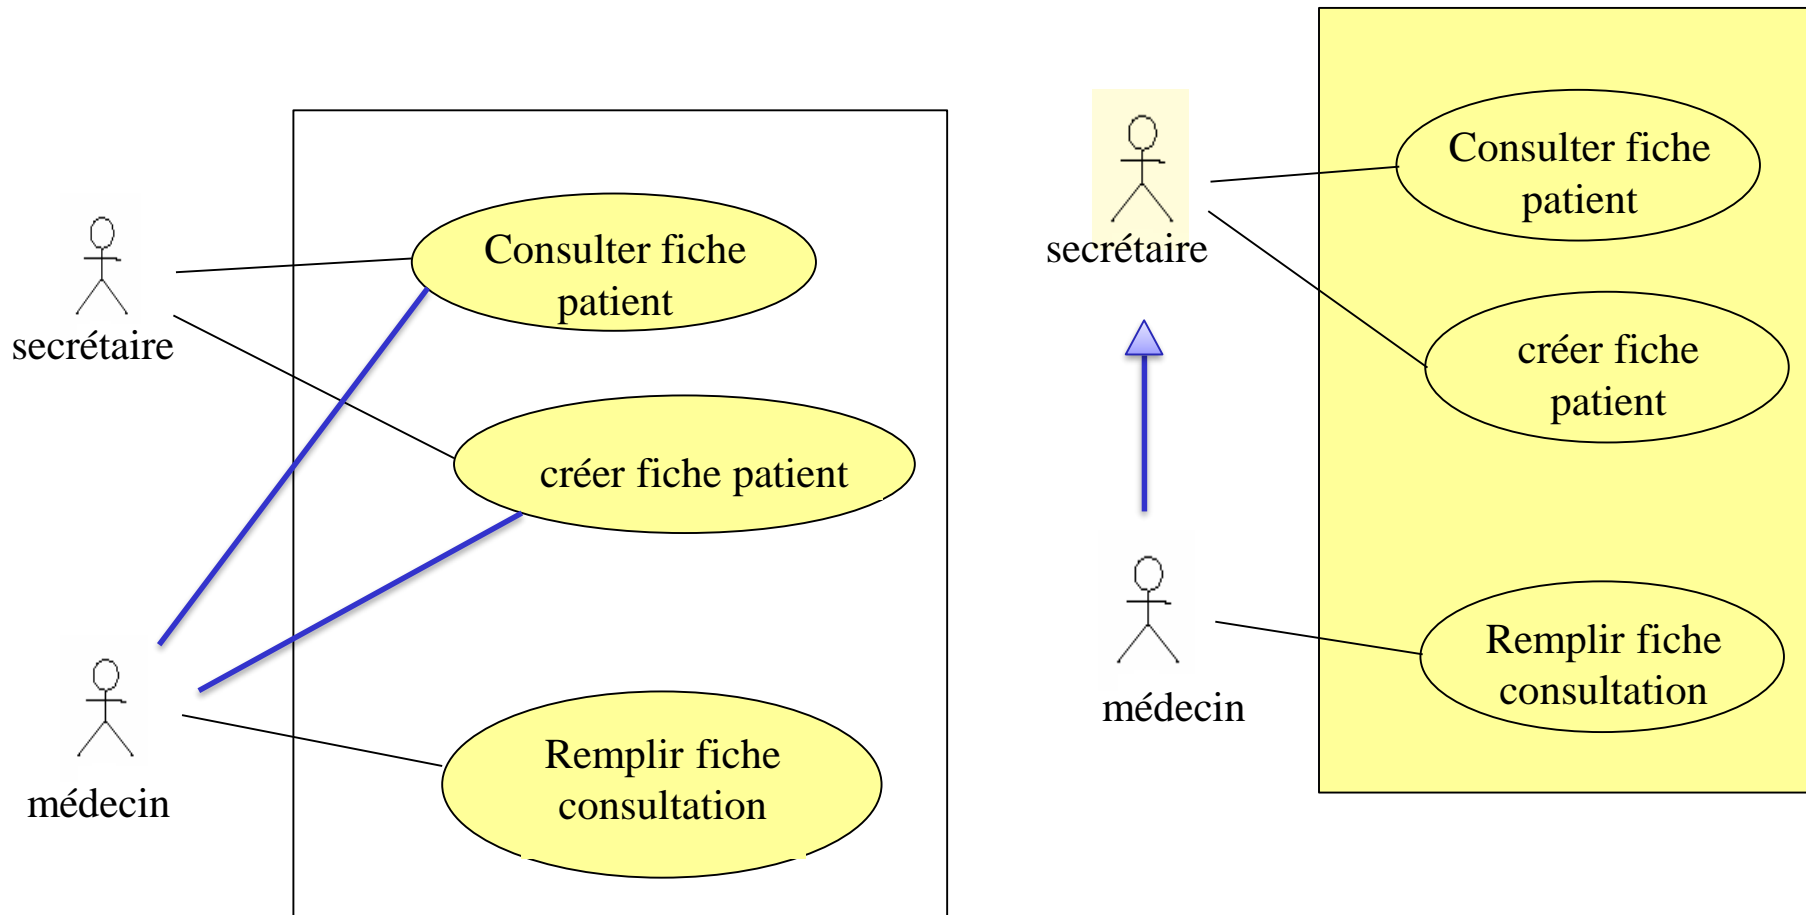 secrétaire
Consulter fiche
patient
créer fiche patient
médecin
Remplir fiche
consultation
secrétaire
Consulter fiche
patient
créer fiche
patient
médecin
Remplir fiche
consultation